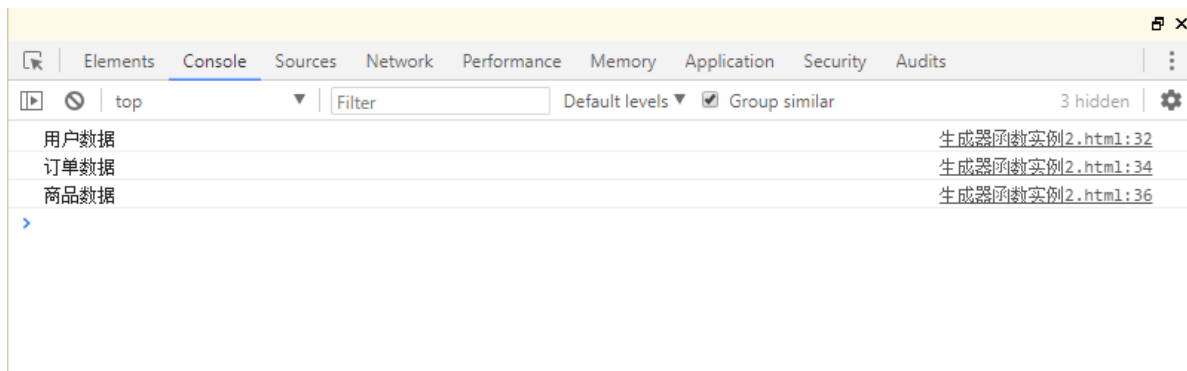 Elements Console Sources Network Performance Memory Application Security Audits
top Filter Default levels Group similar 3 hidden
用户数据 生成器函数实例2.html:32
订单数据 生成器函数实例2.html:34
商品数据 生成器函数实例2.html:36